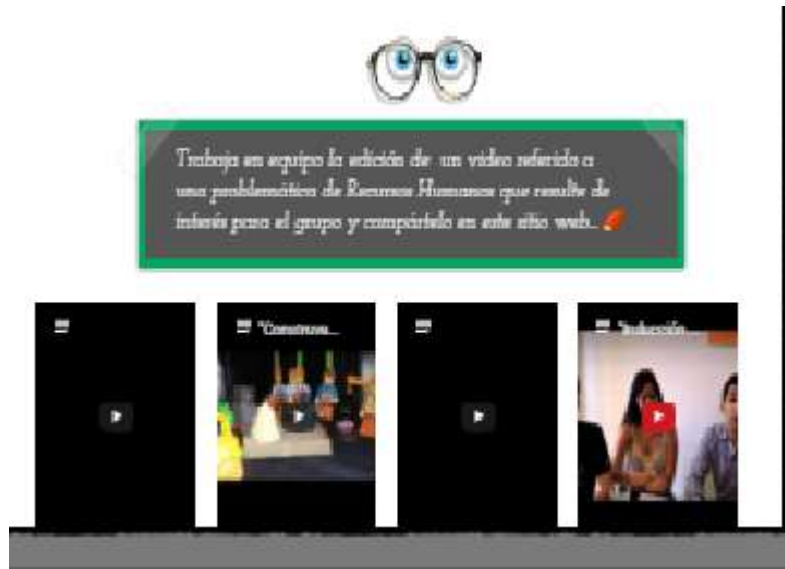 Trabaja en equipo la edición de un video referido a
una problemática de Recursos Humanos que resulte de
interés para el grupo y compártelo en este sitio web...
"Inducción ...